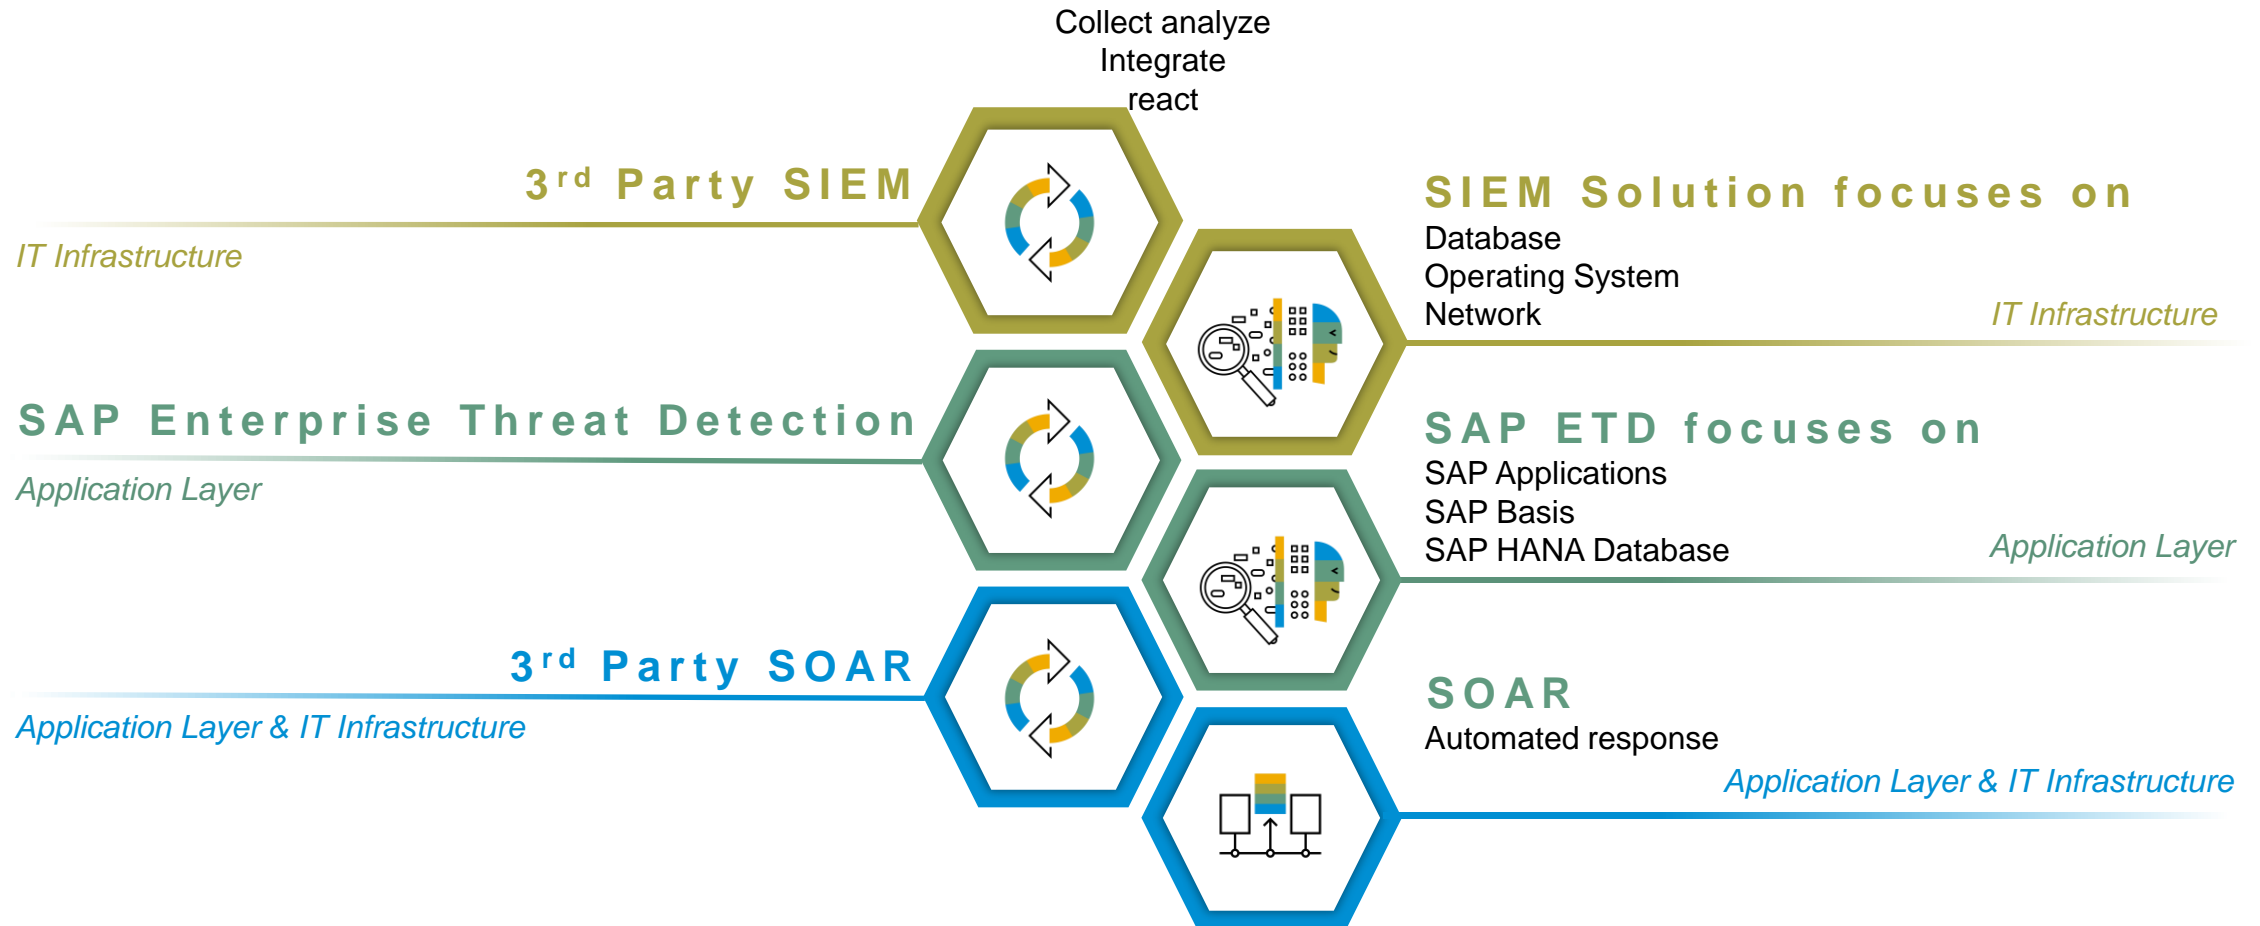 Collect analyze
Integrate
react
3rd Party SIEM
IT Infrastructure
SIEM Solution focuses on
Database
Operating System
Network
IT Infrastructure
SAP Enterprise Threat Detection
Application Layer
SAP ETD focuses on
SAP Applications
SAP Basis
SAP HANA Database
Application Layer
3rd Party SOAR
Application Layer & IT Infrastructure
SOAR
Automated response
Application Layer & IT Infrastructure